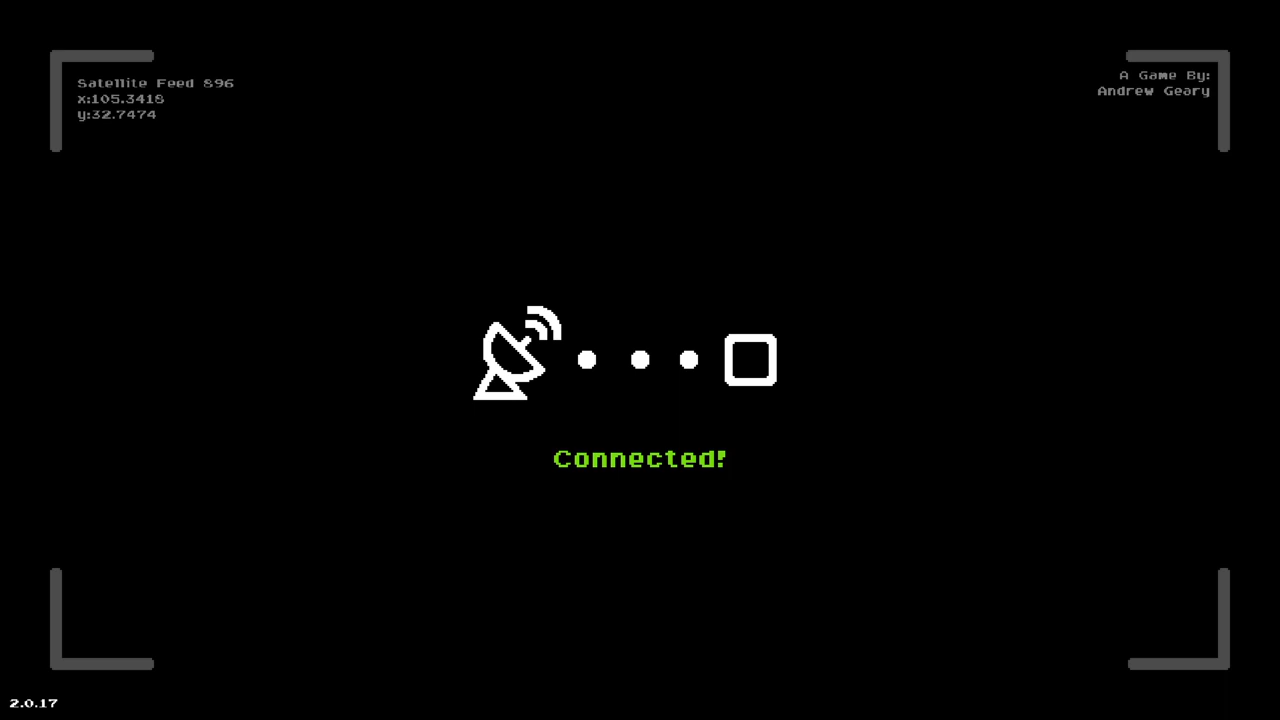 Satellite Feed 896
x:105.3418
y:32.7474
A Game By:
Andrew Geary
Connected!
2.0.17